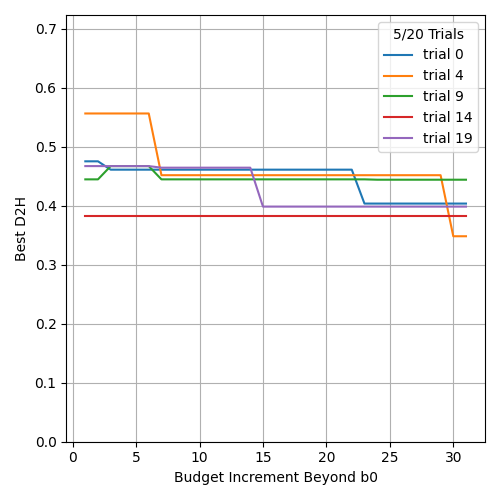 5/20 Trials
trial 0
trial 4
trial 9
trial 14
trial 19
0.7
0.6
0.5
0.4
0.3
0.2
0.1
0.0
Best D2H
0 5 10 15 20 25 30
Budget Increment Beyond b0